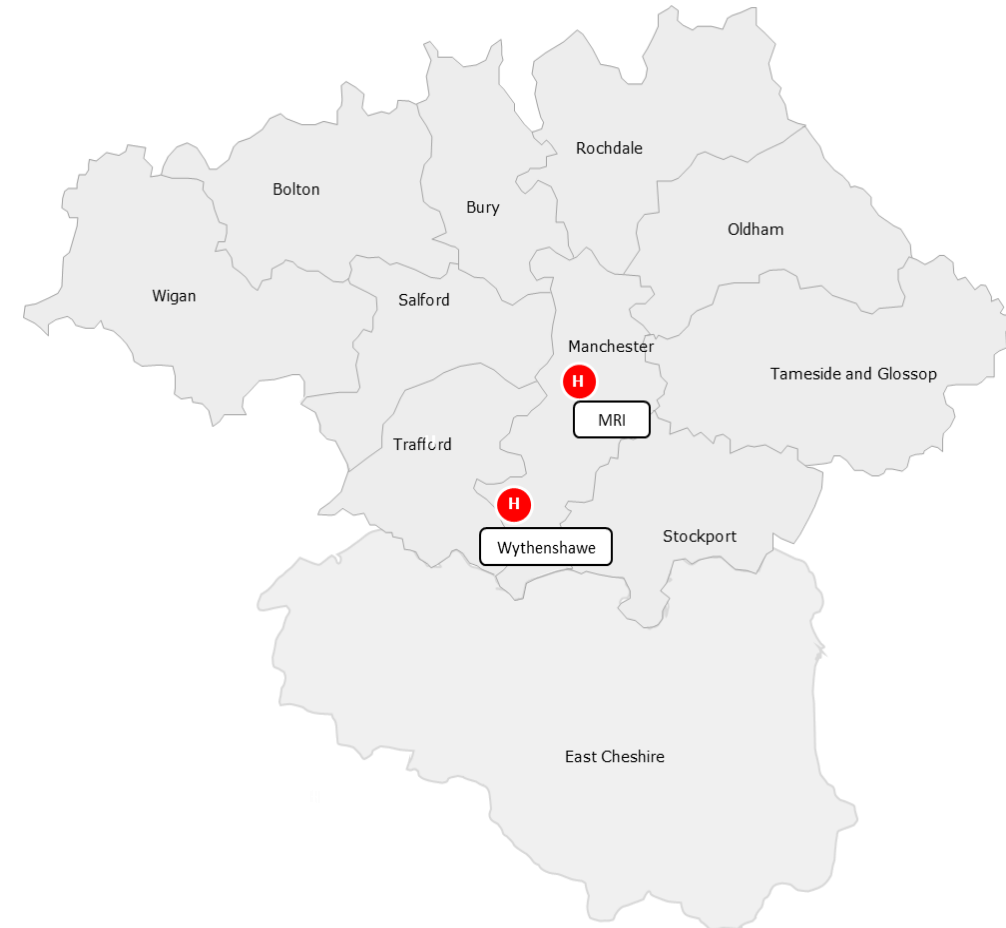 Rochdale
Bolton
Bury
Oldham
Wigan
Salford
Manchester
Tameside and Glossop
H
MRI
Trafford
H
Stockport
Wythenshawe
East Cheshire